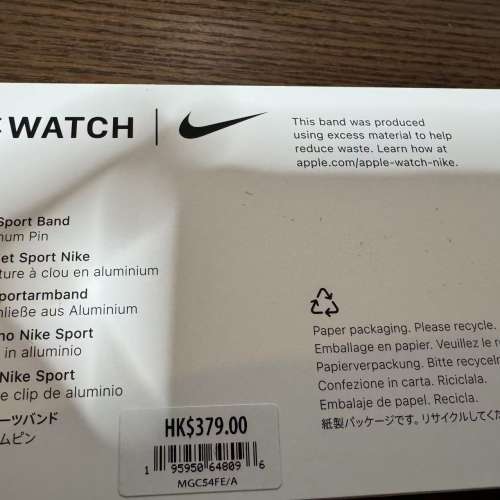 WATCH
This band was produced
using excess material to help
reduce waste. Learn how at
apple.com/apple-watch-nike.
Sport Band
Pin
Sport Nike
à clou en aluminium
aus Aluminium
Nike Sport
in alluminio
Nike Sport
clip de aluminio
Paper packaging. Please recycle.
Emballage en papier. Veuillez le
Papierverpackung. Bitte
Confezione in carta. Riciclala.
Embalaje de papel. Recicla.
紙製パッケージです。リサイクルしてく
HK$379.00
1 95950 64809 6
MGC54FE/A